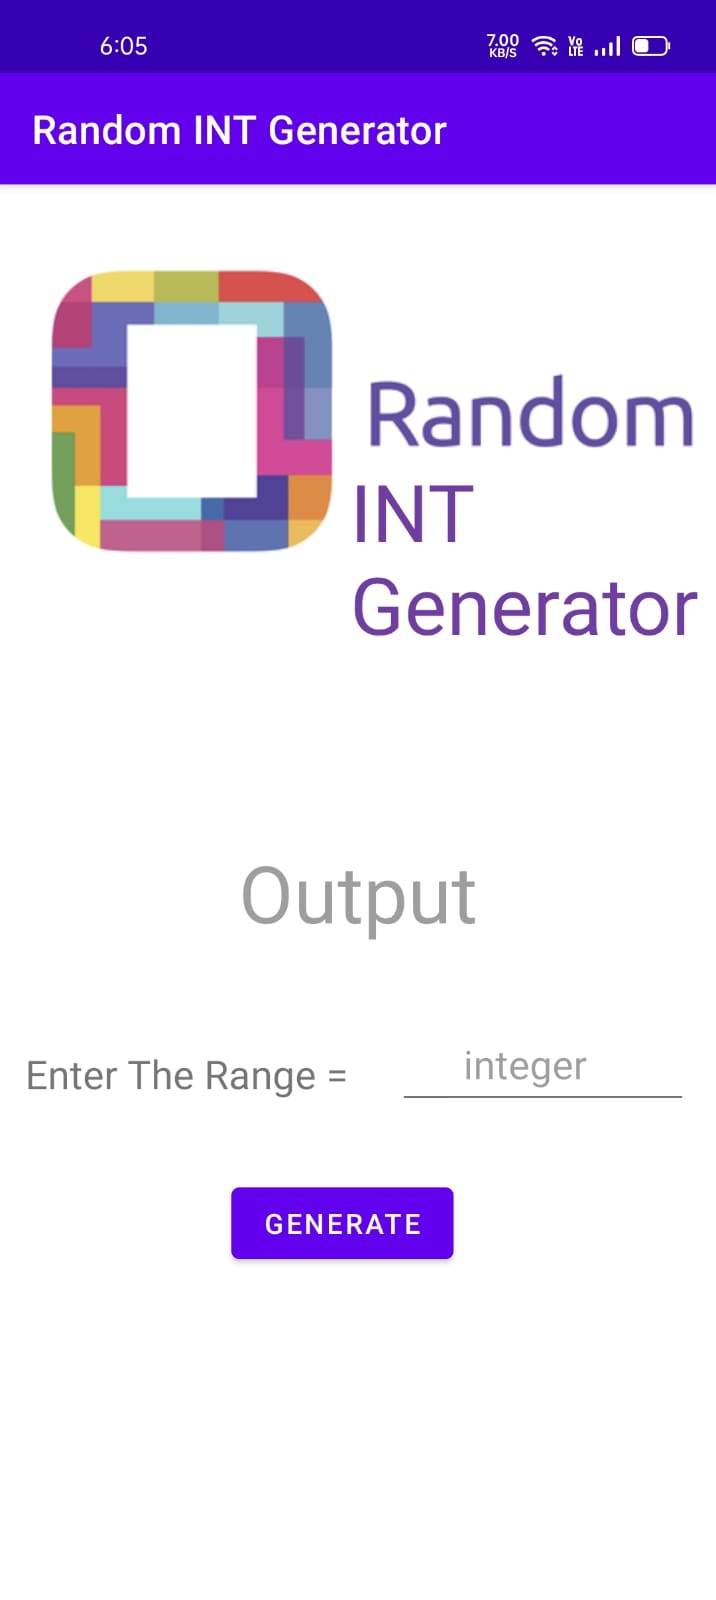 6:05
7.00
KB/S
Vo
LTE
Random INT Generator
Random
INT
Generator
Output
Enter The Range =
integer
GENERATE